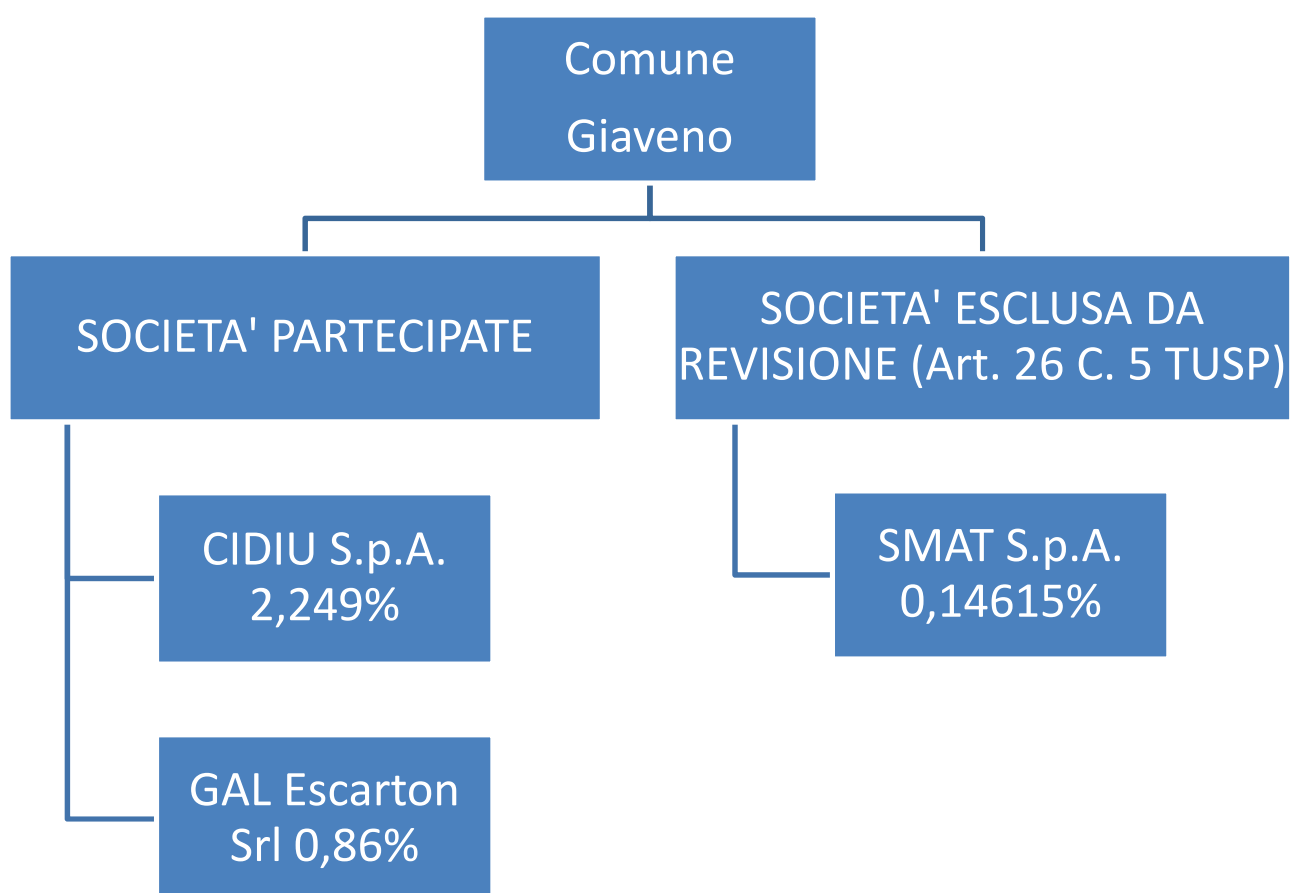 Comune
Giaveno
SOCIETA' PARTECIPATE
SOCIETA' ESCLUSA DA
REVISIONE (Art. 26 C. 5 TUSP)
CIDIU S.p.A.
2,249%
SMAT S.p.A.
0,14615%
GAL Escarton
Srl 0,86%